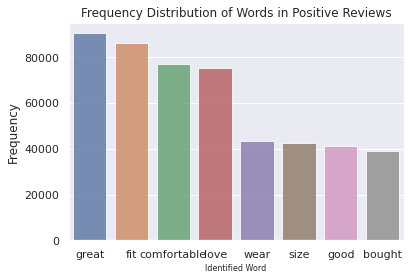 Frequency Distribution of Words in Positive Reviews
Frequency
80000
60000
40000
20000
0
great fit comfortable love wear size good bought
Identified Word